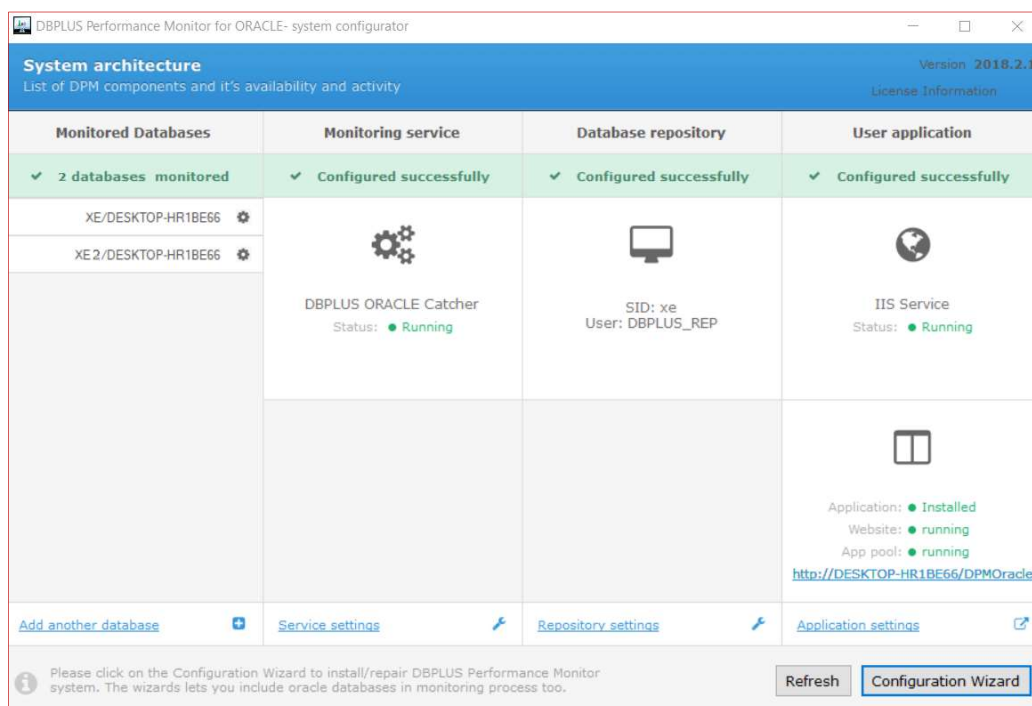 DBPLUS Performance Monitor for ORACLE- system configurator
System architecture
List of DPM components and it's availability and activity
Version 2018.2.1
License Information
Monitored Databases
Monitoring service
Database repository
User application
2 databases monitored
Configured successfully
Configured successfully
Configured successfully
XE/DESKTOP-HR1BE66
XE2/DESKTOP-HR1BE66
DBPLUS ORACLE Catcher
Status: Running
SID: xe
User: DBPLUS_REP
IIS Service
Status: Running
Application: Installed
Website: running
App pool: running
http://DESKTOP-HR1BE66/DPMOracle
Add another database
Service settings
Repository settings
Application settings
Please click on the Configuration Wizard to install/repair DBPLUS Performance Monitor
system. The wizards lets you include oracle databases in monitoring process too.
Refresh
Configuration Wizard